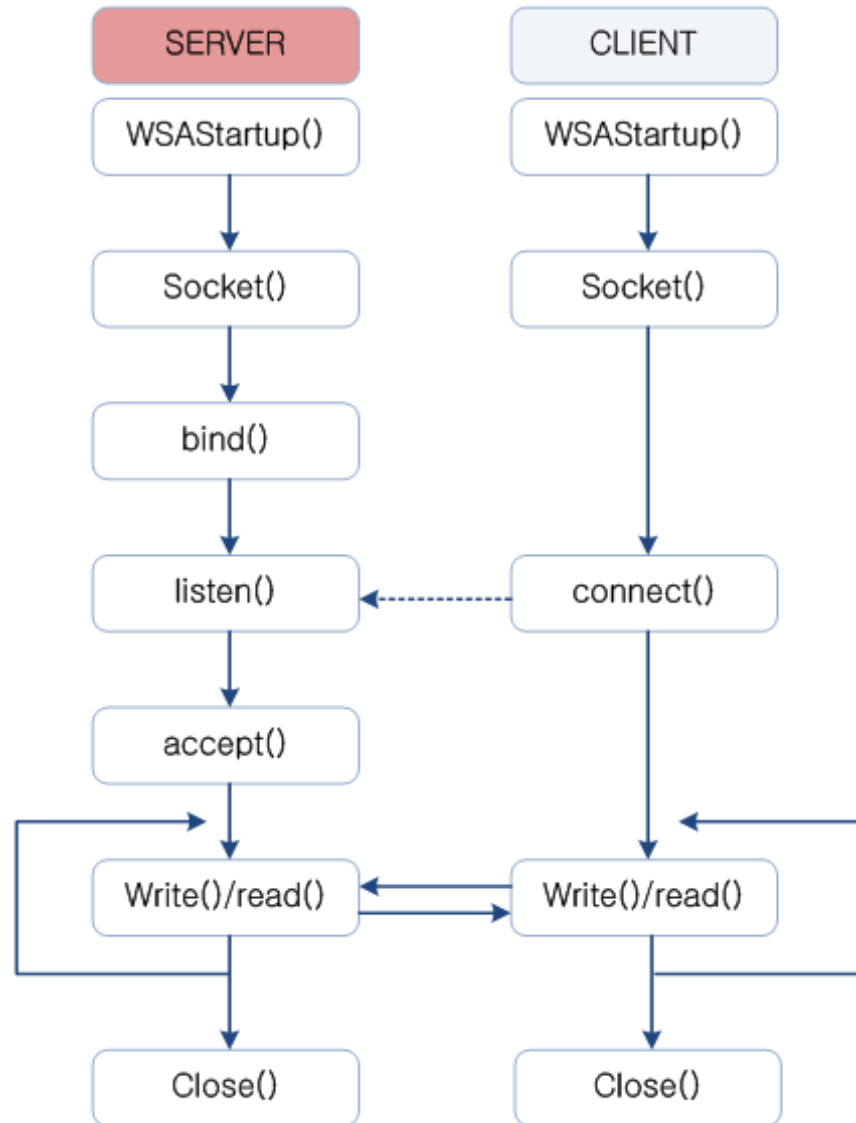 SERVER
CLIENT
WSAStartup()
WSAStartup()
Socket()
Socket()
bind()
listen()
connect()
accept()
Write()/read()
Write()/read()
Close()
Close()